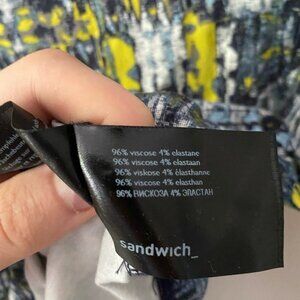 96% viscose 4% elastane
96% viscose 4% elastaan
96% viskose 4% élasthanne
96% viscose 4% elasthan
96% ВИСКОЗА 4% ЭЛАСТАН
sandwich_